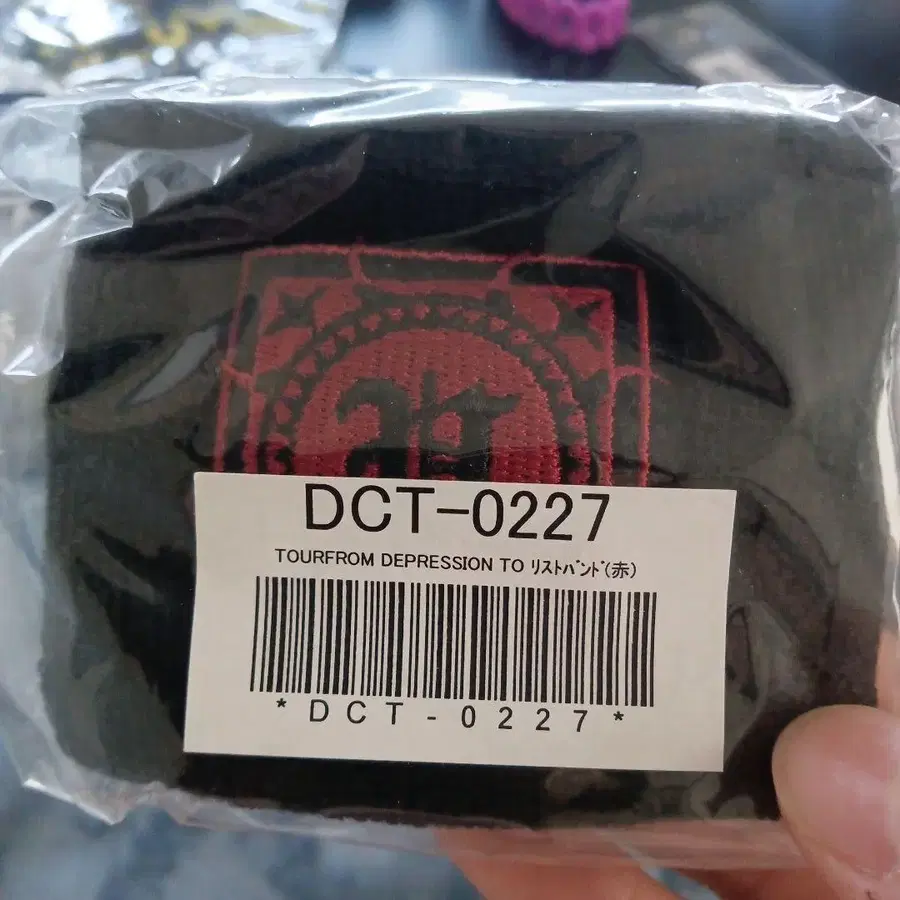 DCT-0227
TOURFROM DEPRESSION TO ﾘｽﾄﾊﾞﾝﾄﾞ(赤)
*DCT-0227*